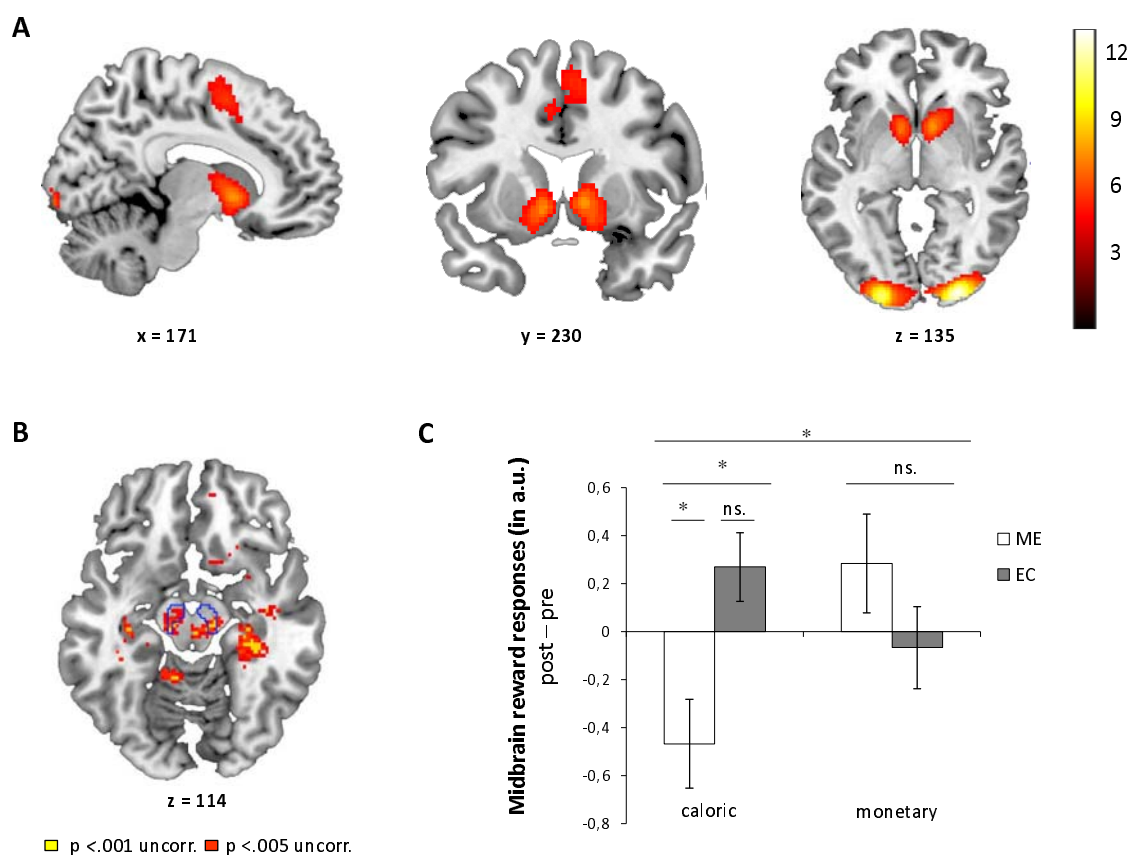 A
12
9
6
3
x = 171
y = 230
z = 135
B
z = 114
p <.001 uncorr. p <.005 uncorr.
C
*
* ns.
* ns.
Midbrain reward responses (in a.u.)
post – pre
0,6
0,4
0,2
0
-0,2
-0,4
-0,6
-0,8
caloric monetary
ME
EC